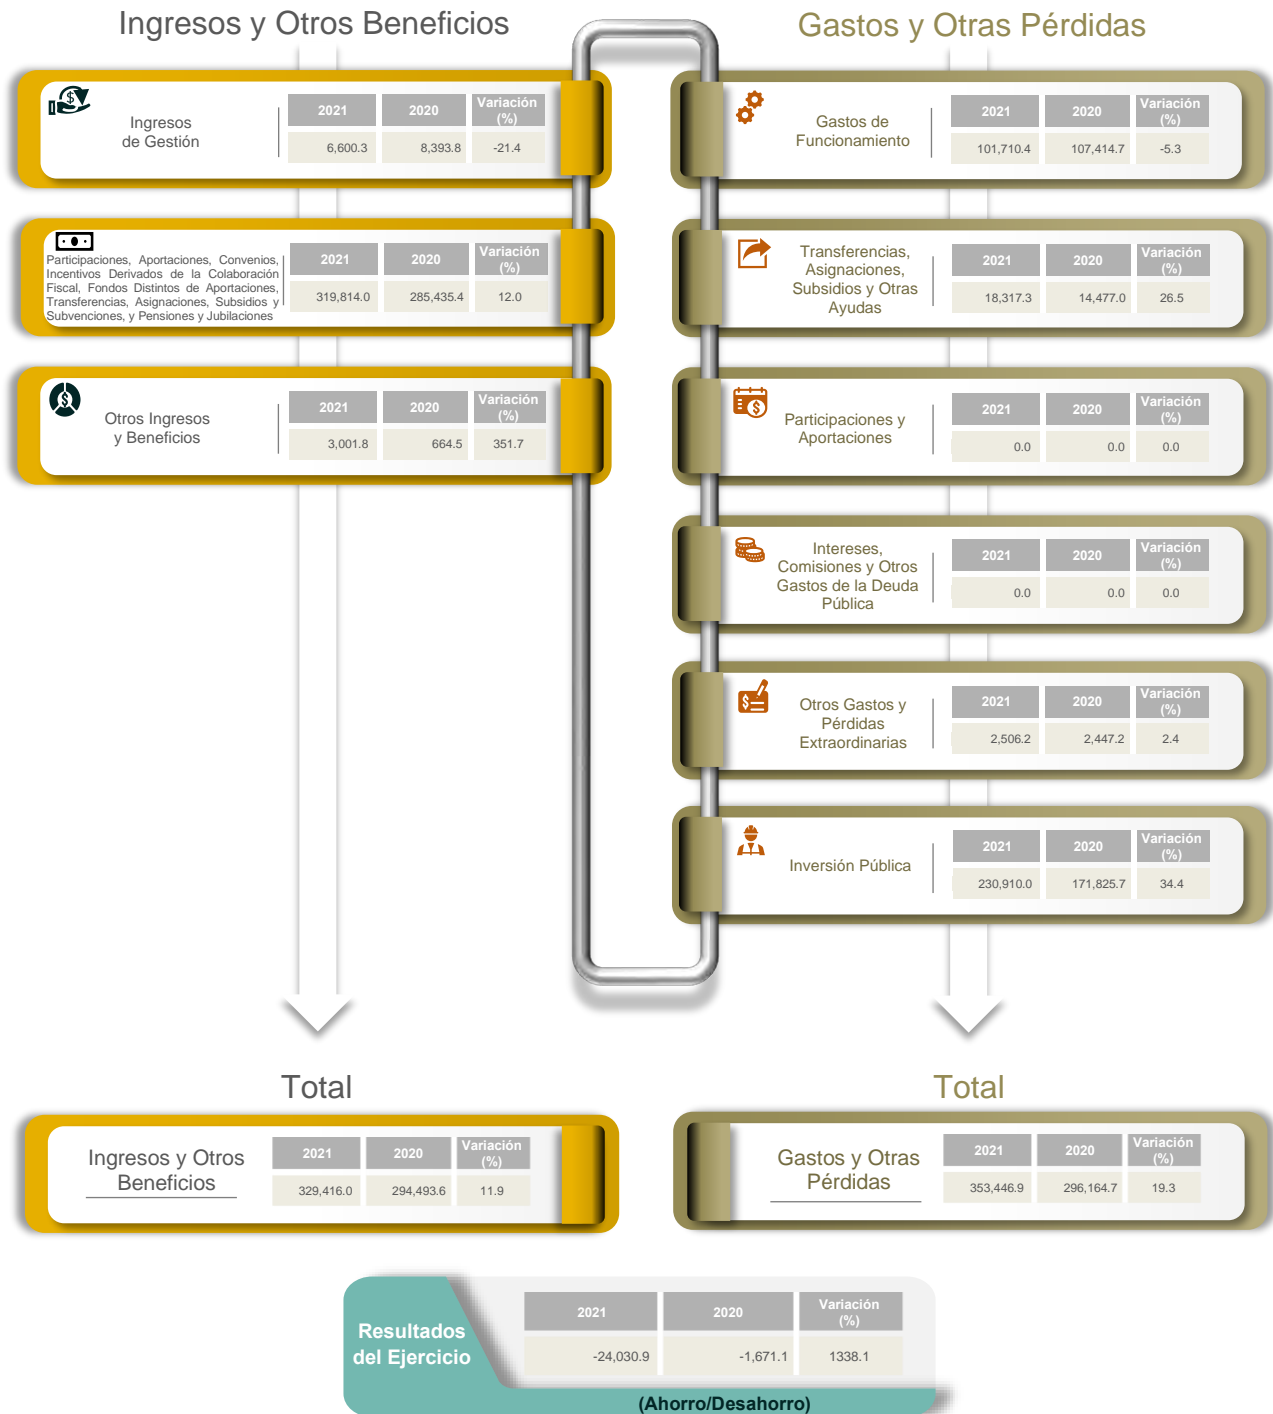 Ingresos y Otros Beneficios
Ingresos
de Gestión
2021 2020 Variación
(%)
6,600.3 8,393.8 -21.4
Participaciones, Aportaciones, Convenios,
Incentivos Derivados de la Colaboración
Fiscal, Fondos Distintos de Aportaciones,
Transferencias, Asignaciones, Subsidios y
Subvenciones, y Pensiones y Jubilaciones
2021 2020 Variación
(%)
319,814.0 285,435.4 12.0
Otros Ingresos
y Beneficios
2021 2020 Variación
(%)
3,001.8 664.5 351.7
Gastos y Otras Pérdidas
Gastos de
Funcionamiento
2021 2020 Variación
(%)
101,710.4 107,414.7 -5.3
Transferencias,
Asignaciones,
Subsidios y Otras
Ayudas
2021 2020 Variación
(%)
18,317.3 14,477.0 26.5
Participaciones y
Aportaciones
2021 2020 Variación
(%)
0.0 0.0 0.0
Intereses,
Comisiones y Otros
Gastos de la Deuda
Pública
2021 2020 Variación
(%)
0.0 0.0 0.0
Otros Gastos y
Pérdidas
Extraordinarias
2021 2020 Variación
(%)
2,506.2 2,447.2 2.4
Inversión Pública
2021 2020 Variación
(%)
230,910.0 171,825.7 34.4
Total
Ingresos y Otros
Beneficios
2021 2020 Variación
(%)
329,416.0 294,493.6 11.9
Total
Gastos y Otras
Pérdidas
2021 2020 Variación
(%)
353,446.9 296,164.7 19.3
Resultados
del Ejercicio
2021 2020 Variación
(%)
-24,030.9 -1,671.1 1338.1
(Ahorro/Desahorro)